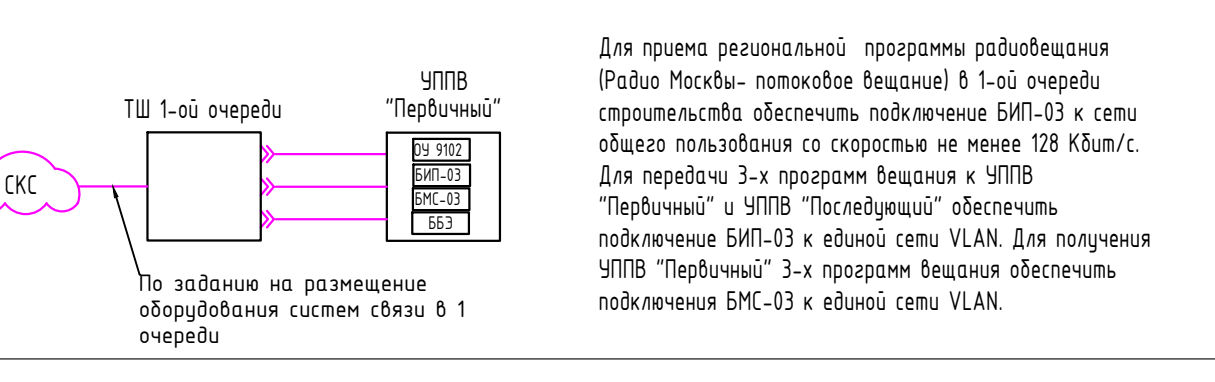 СКС
ТШ 1-ой очереди
УППВ
"Первичный"
ОУ 9102
БИП-03
БМС-03
ББЭ
По заданию на размещение
оборудования систем связи в 1
очереди
Для приема региональной программы радиовещания
(Радио Москвы- потоковое вещание) в 1-ой очереди
строительства обеспечить подключение БИП-03 к сети
общего пользования со скоростью не менее 128 Кбит/с.
Для передачи 3-х программ вещания к УППВ
"Первичный" и УППВ "Последующий" обеспечить
подключение БИП-03 к единой сети VLAN. Для получения
УППВ "Первичный" 3-х программ вещания обеспечить
подключения БМС-03 к единой сети VLAN.